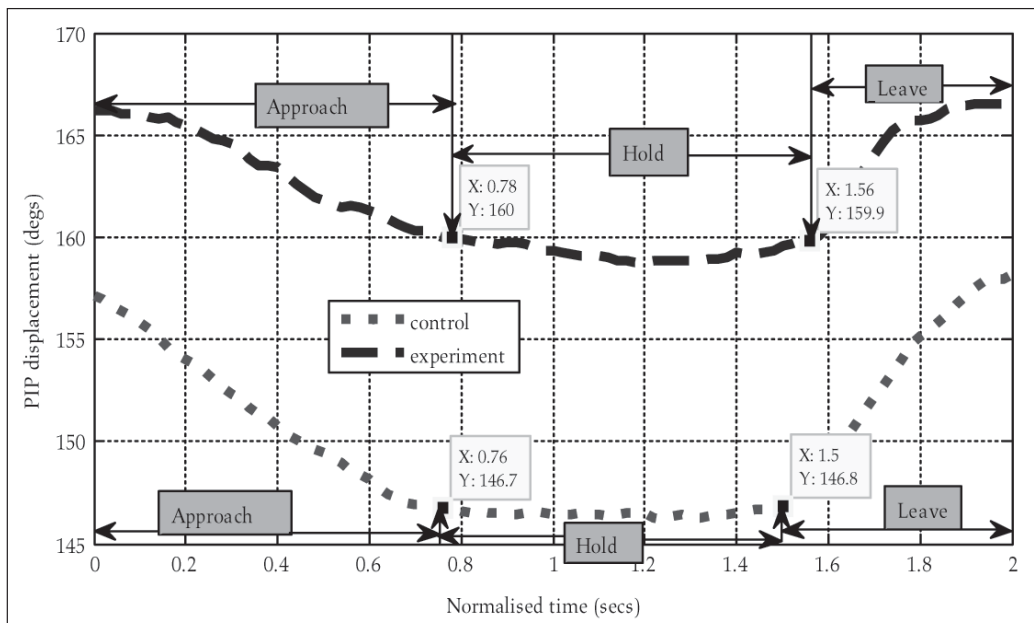 170
165
160
155
150
145
PIP displacement (degs)
Approach
Leave
Hold
X: 0.78
Y: 160
X: 1.56
Y: 159.9
control
experiment
X: 0.76
Y: 146.7
X: 1.5
Y: 146.8
Approach
Hold
Leave
0 0.2 0.4 0.6 0.8 1 1.2 1.4 1.6 1.8 2
Normalised time (secs)